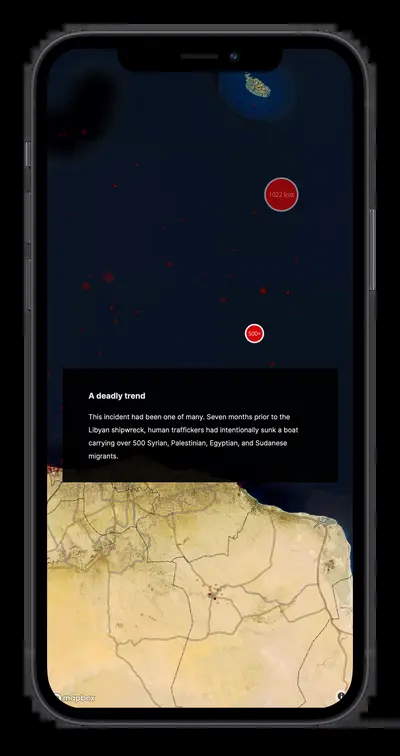 1022 lost
500+
A deadly trend
This incident had been one of many. Seven months prior to the
Libyan shipwreck, human traffickers had intentionally sunk a boat
carrying over 500 Syrian, Palestinian, Egyptian, and Sudanese
migrants.
mapbox